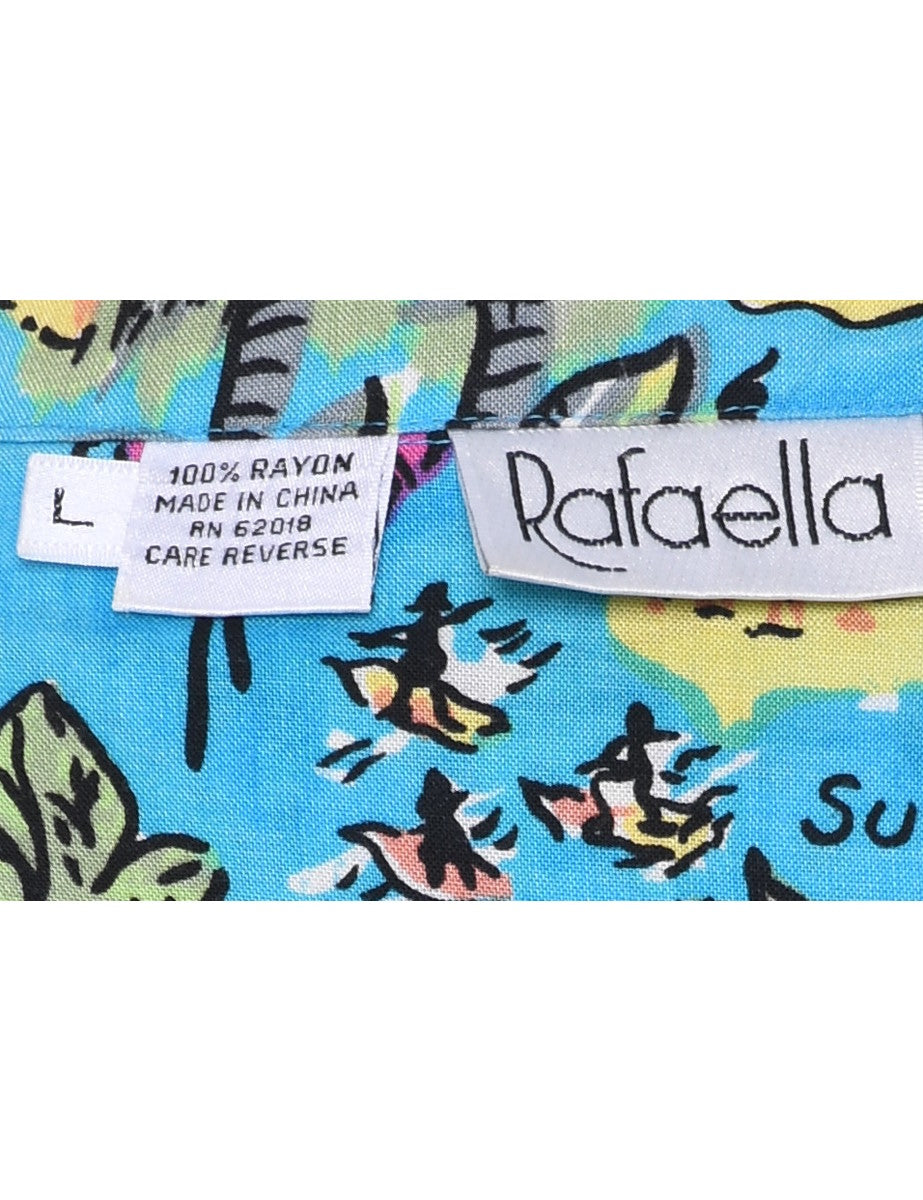 L
100% RAYON
MADE IN CHINA
RN 62018
CARE REVERSE
Rafaella
SU